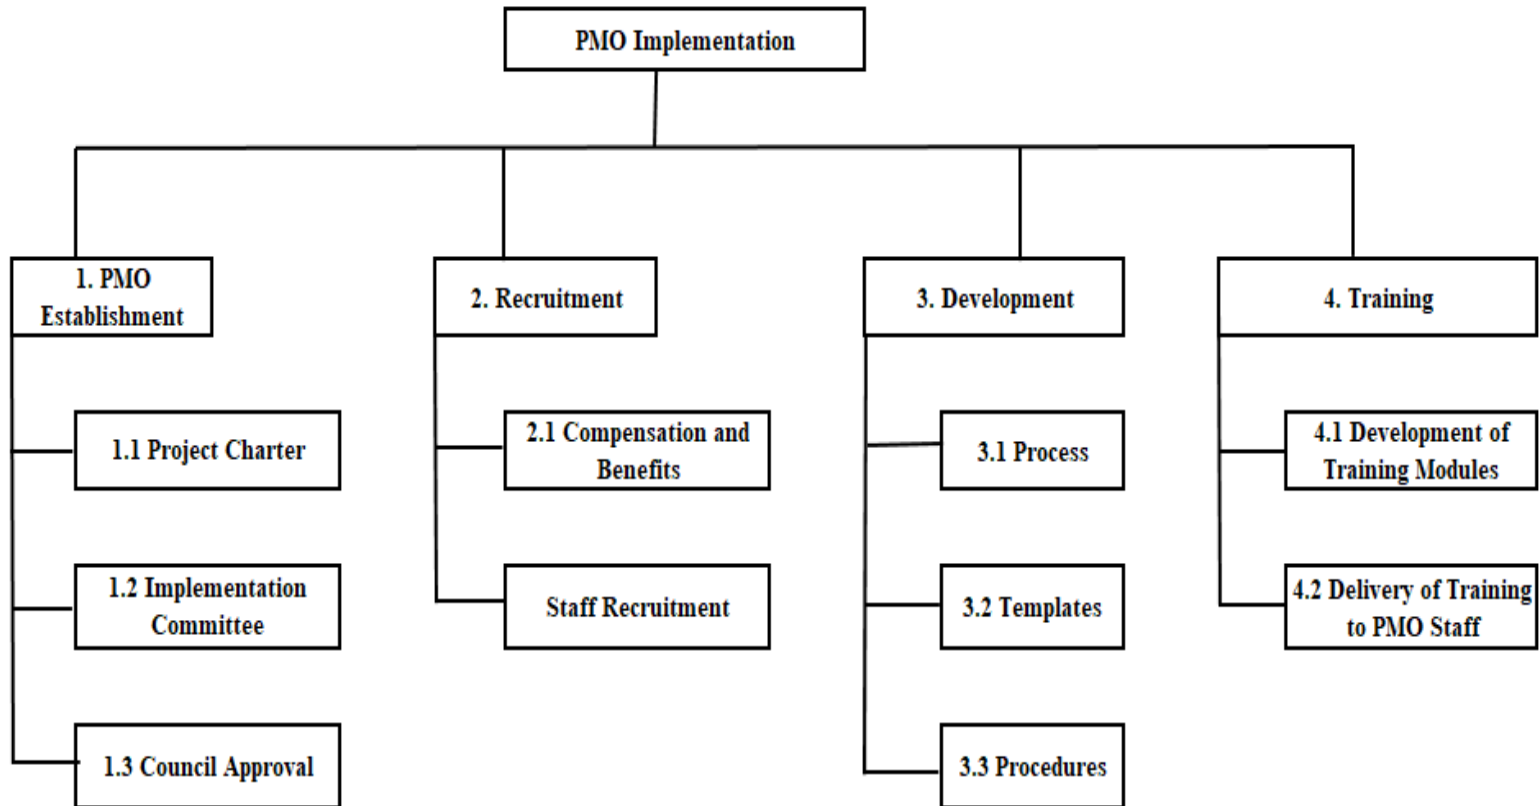 PMO Implementation
1. PMO
Establishment
2. Recruitment
3. Development
4. Training
1.1 Project Charter
2.1 Compensation and
Benefits
3.1 Process
4.1 Development of
Training Modules
1.2 Implementation
Committee
Staff Recruitment
3.2 Templates
4.2 Delivery of Training
to PMO Staff
1.3 Council Approval
3.3 Procedures